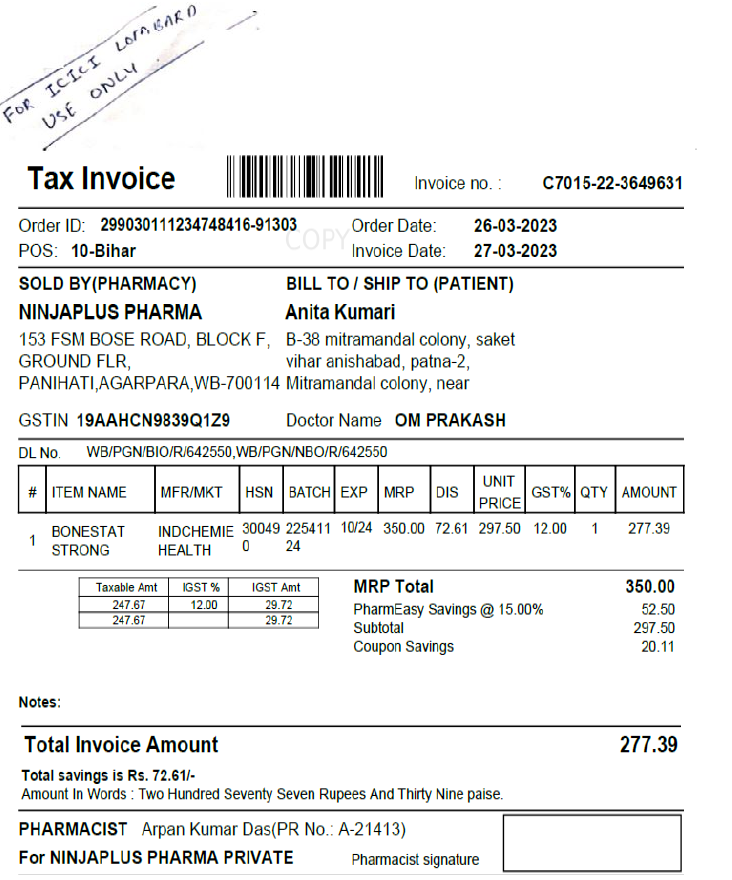 FOR ICICI LOMBARD
USE ONLY
Tax Invoice
Invoice no. : C7015-22-3649631
Order ID: 299030111234748416-91303 Order Date: 26-03-2023
COPY
POS: 10-Bihar Invoice Date: 27-03-2023
SOLD BY(PHARMACY) BILL TO / SHIP TO (PATIENT)
NINJAPLUS PHARMA Anita Kumari
153 FSM BOSE ROAD, BLOCK F, B-38 mitramandal colony, saket
GROUND FLR, vihar anishabad, patna-2,
PANIHATI,AGARPARA,WB-700114 Mitramandal colony, near
GSTIN 19AAHCN9839Q1Z9 Doctor Name OM PRAKASH
DL No. WB/PGN/BIO/R/642550,WB/PGN/NBO/R/642550
# ITEM NAME MFR/MKT HSN BATCH EXP MRP DIS UNIT PRICE GST% QTY AMOUNT
1 BONESTAT INDCHEMIE 30049 225411 10/24 350.00 72.61 297.50 12.00 1 277.39
STRONG HEALTH 0 24
Taxable Amt IGST % IGST Amt
247.67 12.00 29.72
247.67 29.72
MRP Total 350.00
PharmEasy Savings @ 15.00% 52.50
Subtotal 297.50
Coupon Savings 20.11
Notes:
Total Invoice Amount 277.39
Total savings is Rs. 72.61/-
Amount In Words : Two Hundred Seventy Seven Rupees And Thirty Nine paise.
PHARMACIST Arpan Kumar Das(PR No.: A-21413)
For NINJAPLUS PHARMA PRIVATE Pharmacist signature